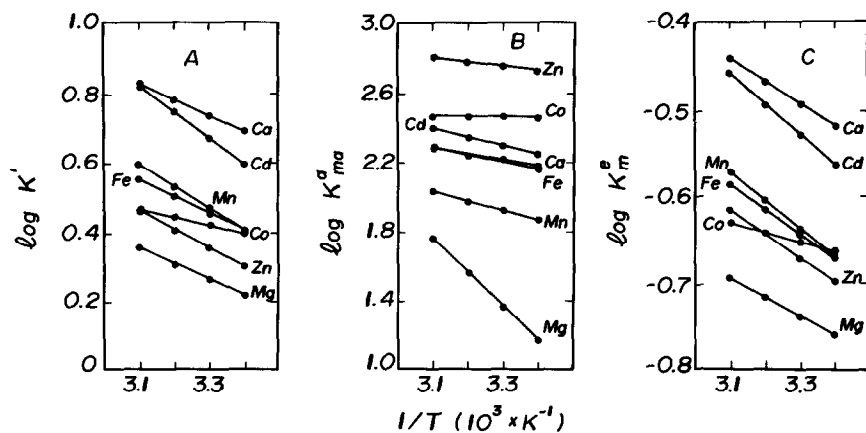 A
log K'
1.0
0.8
0.6
0.4
0.2
0
Ca
Cd
Fe
Mn
Co
Zn
Mg
3.1
3.3
B
log K^a_ma
3.0
2.6
2.2
1.8
1.4
1.0
Zn
Co
Cd
Ca
Fe
Mn
Mg
3.1
3.3
1/T (10³ × K⁻¹)
C
log K^e_m
-0.4
-0.5
-0.6
-0.7
-0.8
Ca
Cd
Mn
Fe
Co
Zn
Mg
3.1
3.3